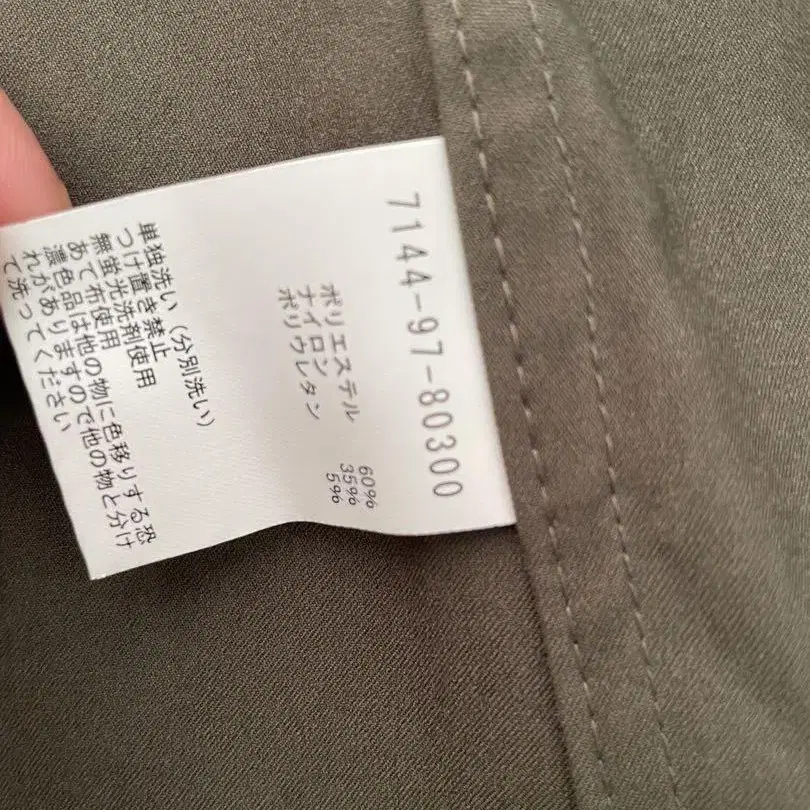 7144-97-80300
ポリエステル 60%
ナイロン 35%
ポリウレタン 5%
単独洗い(分別洗い)
つけ置き禁止
無蛍光洗剤使用
あて布使用
濃色品は他の物に色移りする恐
れがありますので他の物と分け
て洗ってください